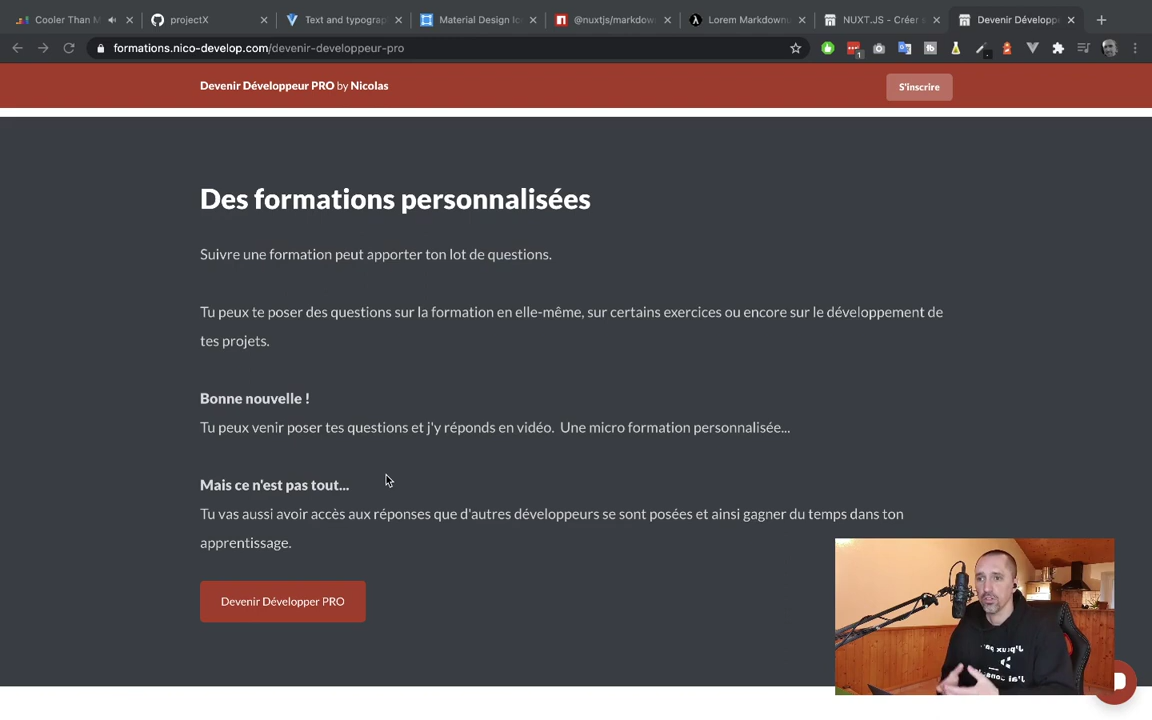 Cooler Than M
projectX
Text and typograp
Material Design Ico
@nuxtjs/markdown
Lorem Markdownu
NUXT.JS - Créer
Devenir Développe
formations.nico-develop.com/devenir-developpeur-pro
1
Devenir Développeur PRO by Nicolas
S'inscrire
Des formations personnalisées
Suivre une formation peut apporter ton lot de questions.
Tu peux te poser des questions sur la formation en elle-même, sur certains exercices ou encore sur le développement de
tes projets.
Bonne nouvelle !
Tu peux venir poser tes questions et j'y réponds en vidéo. Une micro formation personnalisée...
Mais ce n'est pas tout...
Tu vas aussi avoir accès aux réponses que d'autres développeurs se sont posées et ainsi gagner du temps dans ton
apprentissage.
Devenir Développer PRO